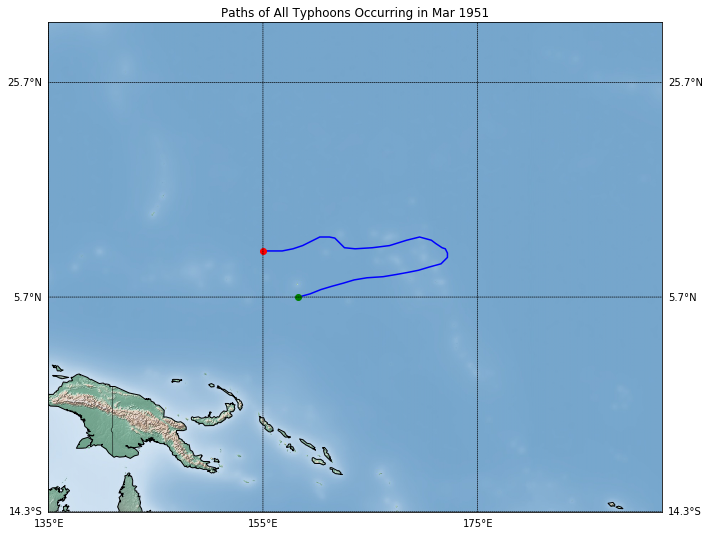 Paths of All Typhoons Occurring in Mar 1951
25.7°N 25.7°N
5.7°N 5.7°N
14.3°S 14.3°S
135°E 155°E 175°E